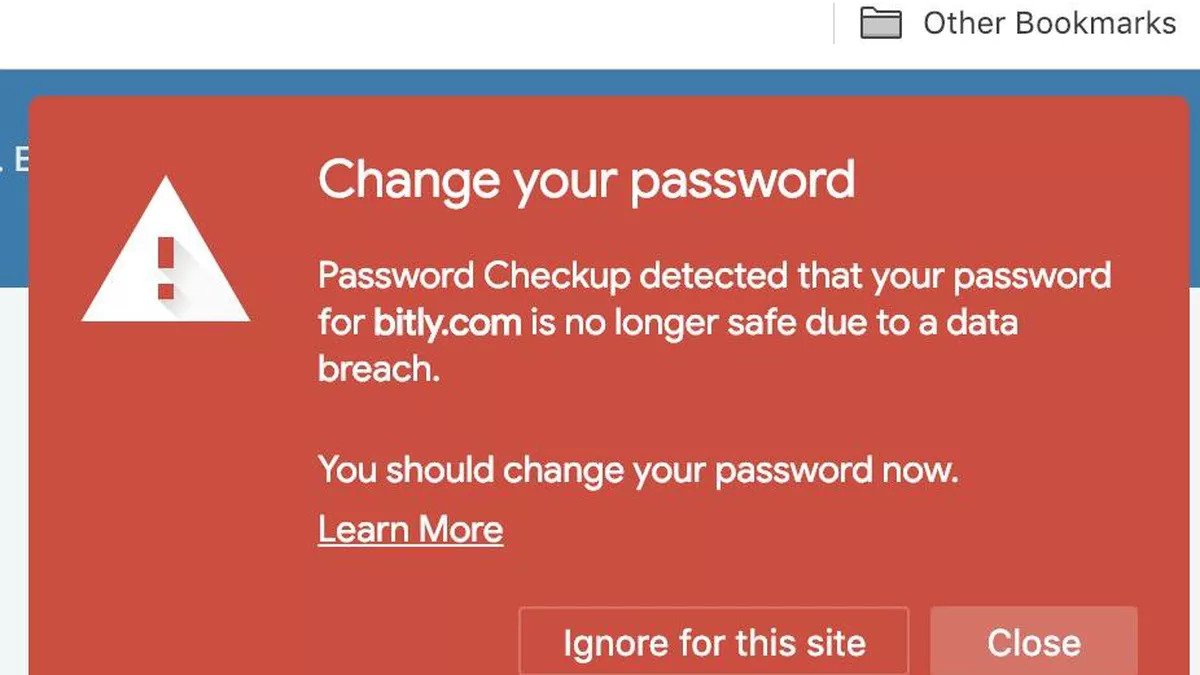 Other Bookmarks
. E
Change your password
Password Checkup detected that your password
for bitly.com is no longer safe due to a data
breach.
You should change your password now.
Learn More
Ignore for this site
Close